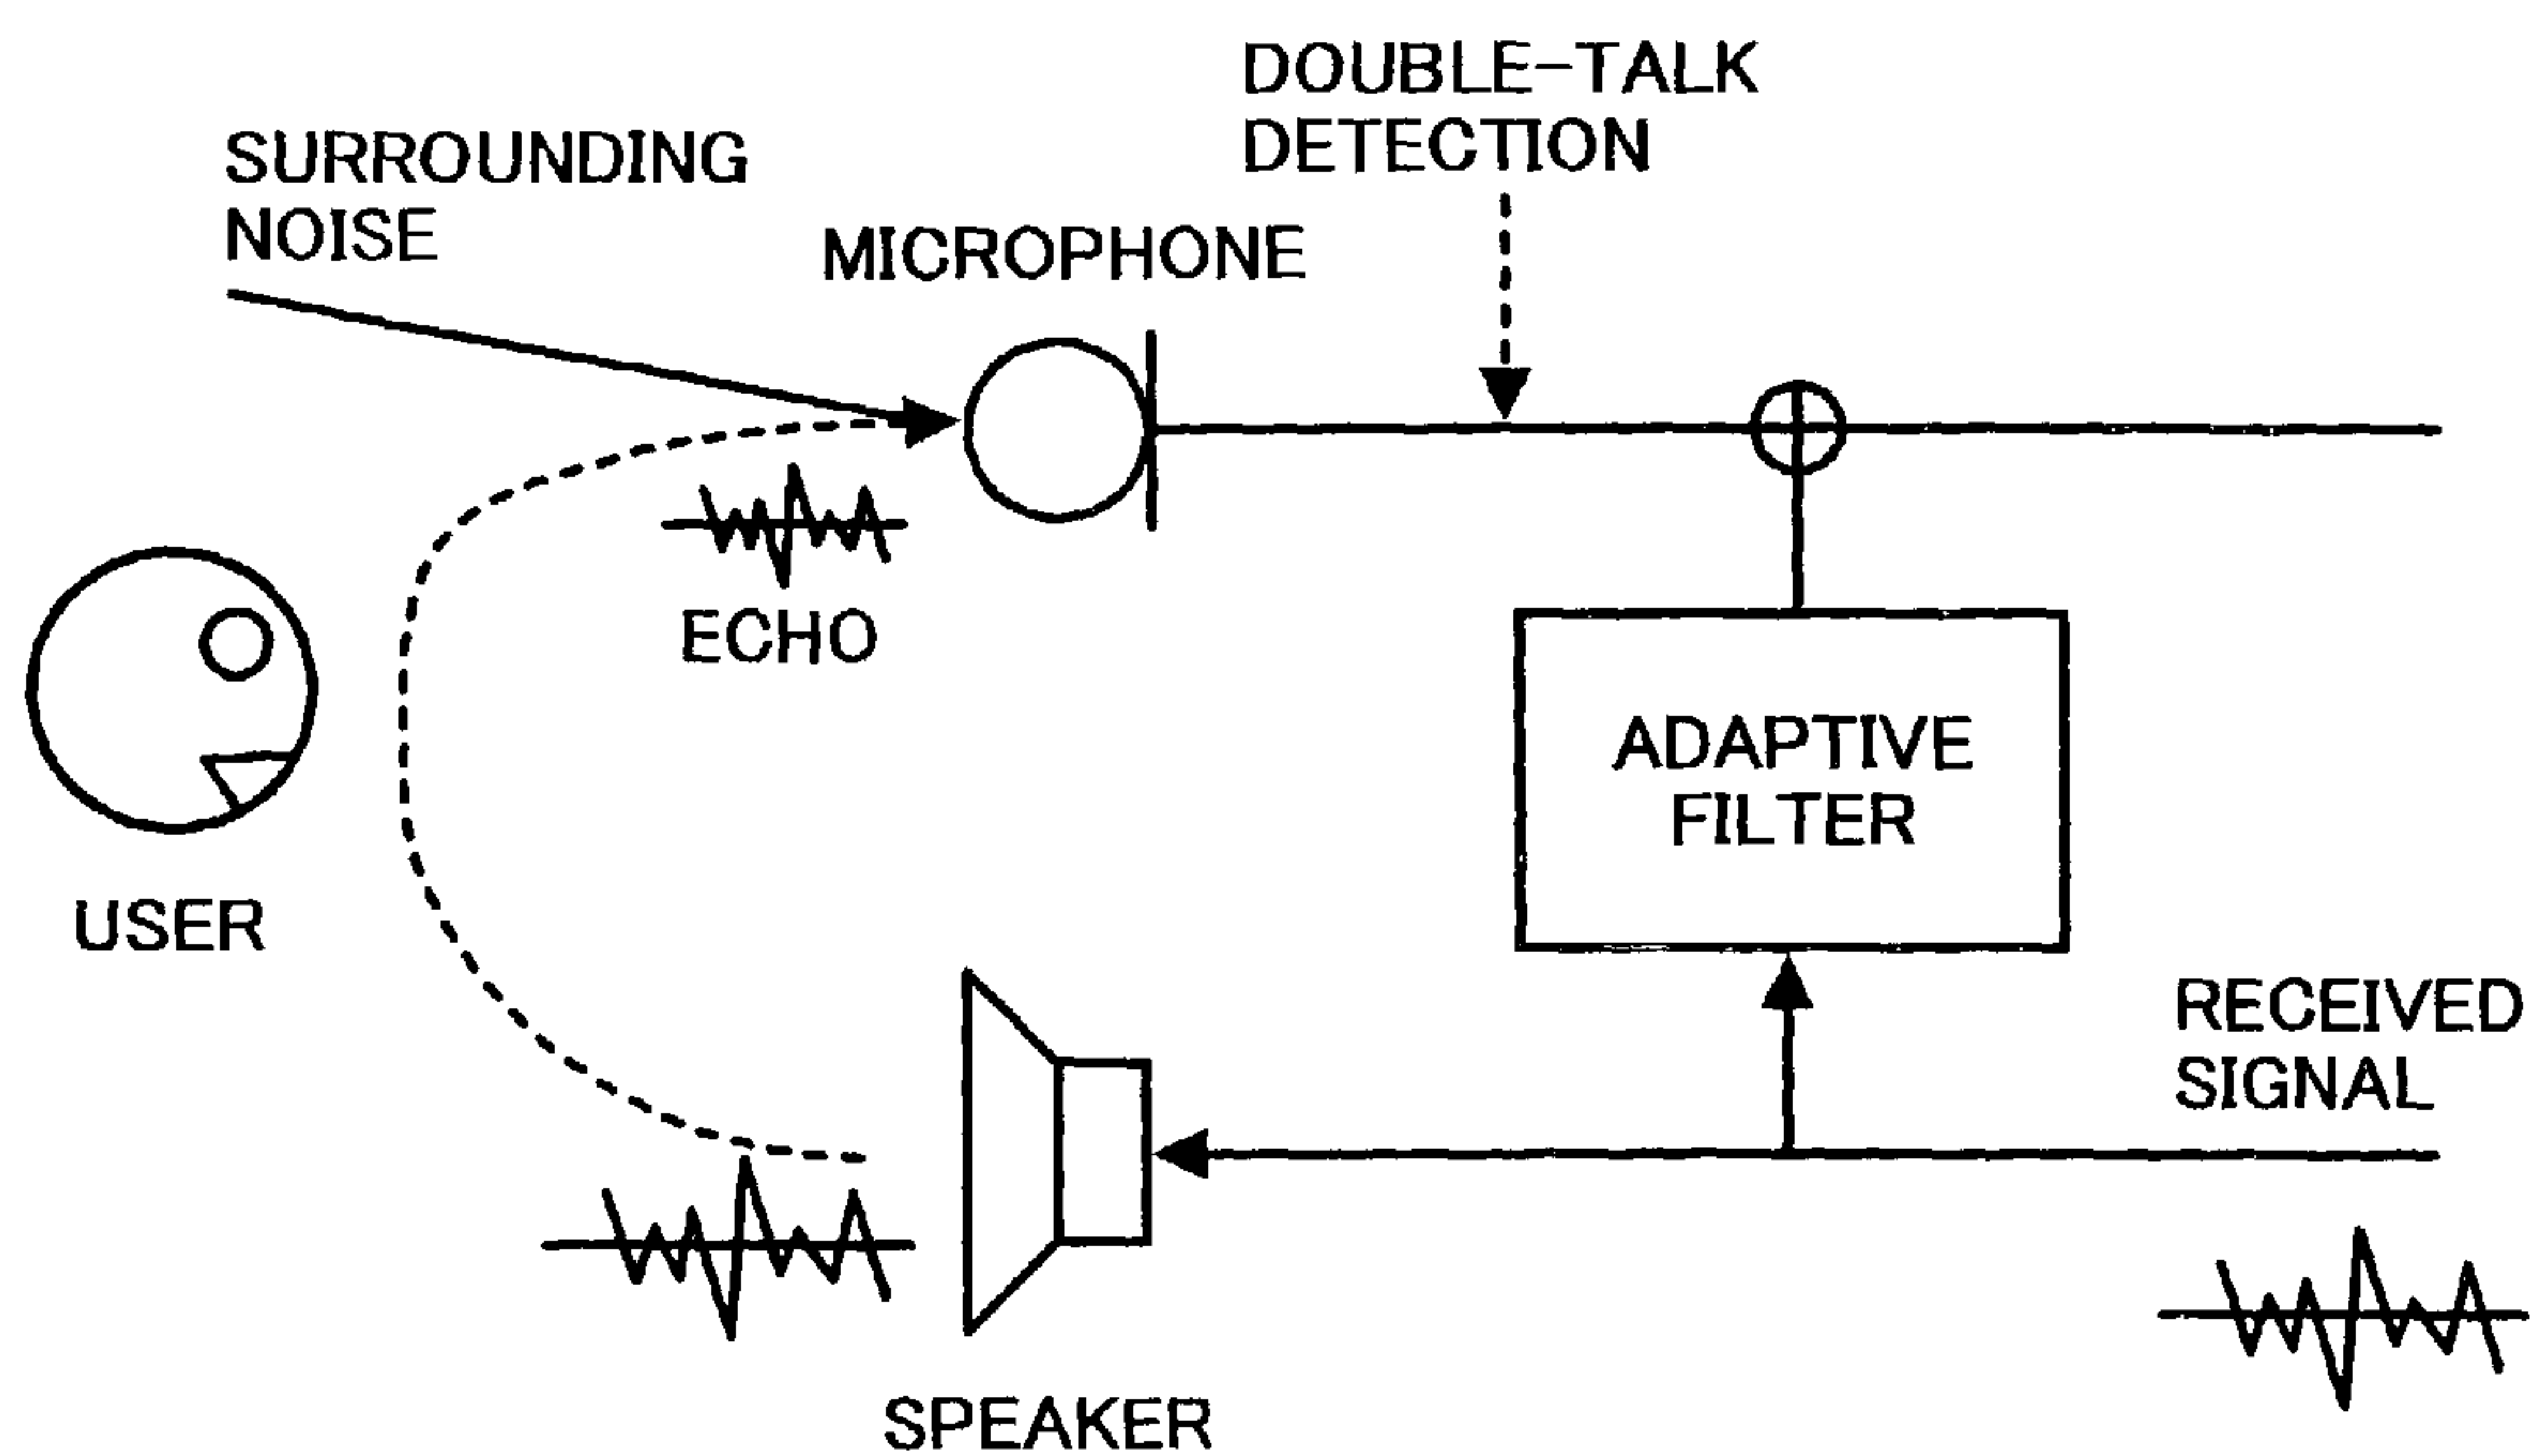 DOUBLE-TALK
DETECTION
SURROUNDING
NOISE
MICROPHONE
ECHO
ADAPTIVE
FILTER
USER
RECEIVED
SIGNAL
SPEAKER